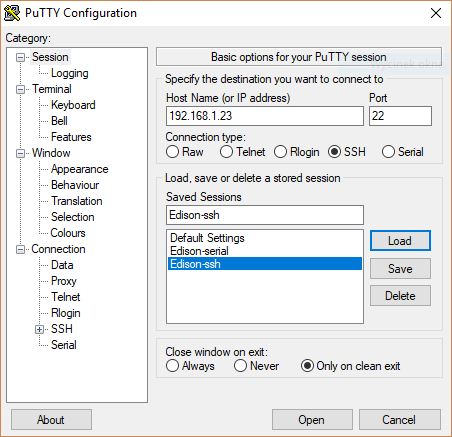 PuTTY Configuration
Category:
Session
Logging
Terminal
Keyboard
Bell
Features
Window
Appearance
Behaviour
Translation
Selection
Colours
Connection
Data
Proxy
Telnet
Rlogin
SSH
Serial
Basic options for your PuTTY session
Specify the destination you want to connect to
Host Name (or IP address) Port
192.168.1.23 22
Connection type:
Raw Telnet Rlogin SSH Serial
Load, save or delete a stored session
Saved Sessions
Edison-ssh
Default Settings
Edison-serial
Edison-ssh
Load
Save
Delete
Close window on exit:
Always Never Only on clean exit
About Open Cancel